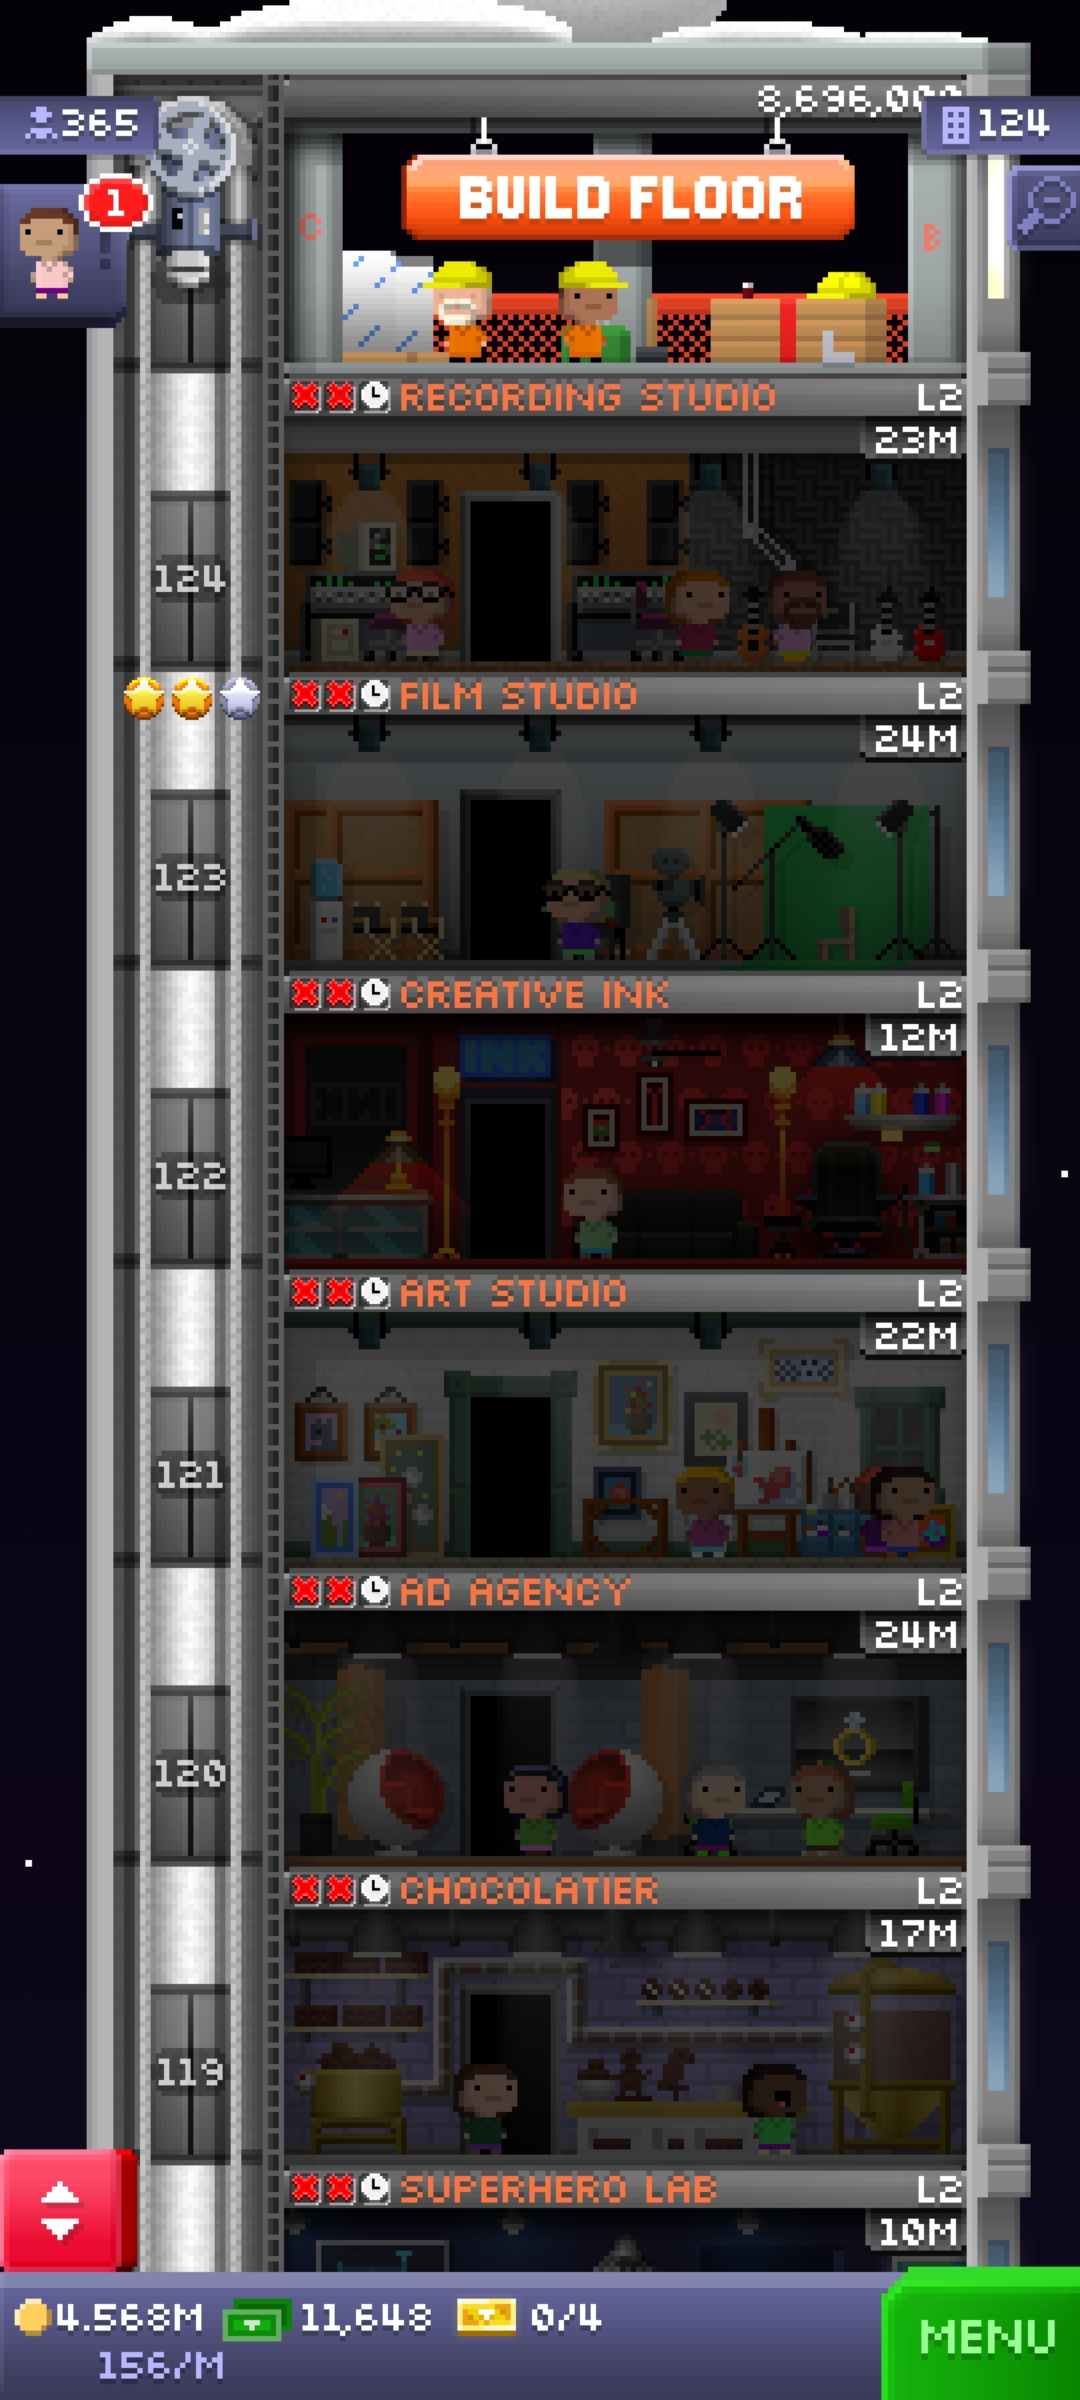 8,696,00
365
124
1
BUILD FLOOR
C
B
RECORDING STUDIO L2
23M
124
FILM STUDIO L2
24M
123
CREATIVE INK L2
12M
INK
122
ART STUDIO L2
22M
121
AD AGENCY L2
24M
120
CHOCOLATIER L2
17M
119
SUPERHERO LAB L2
10M
4.568M 11,648 0/4
156/M
MENU